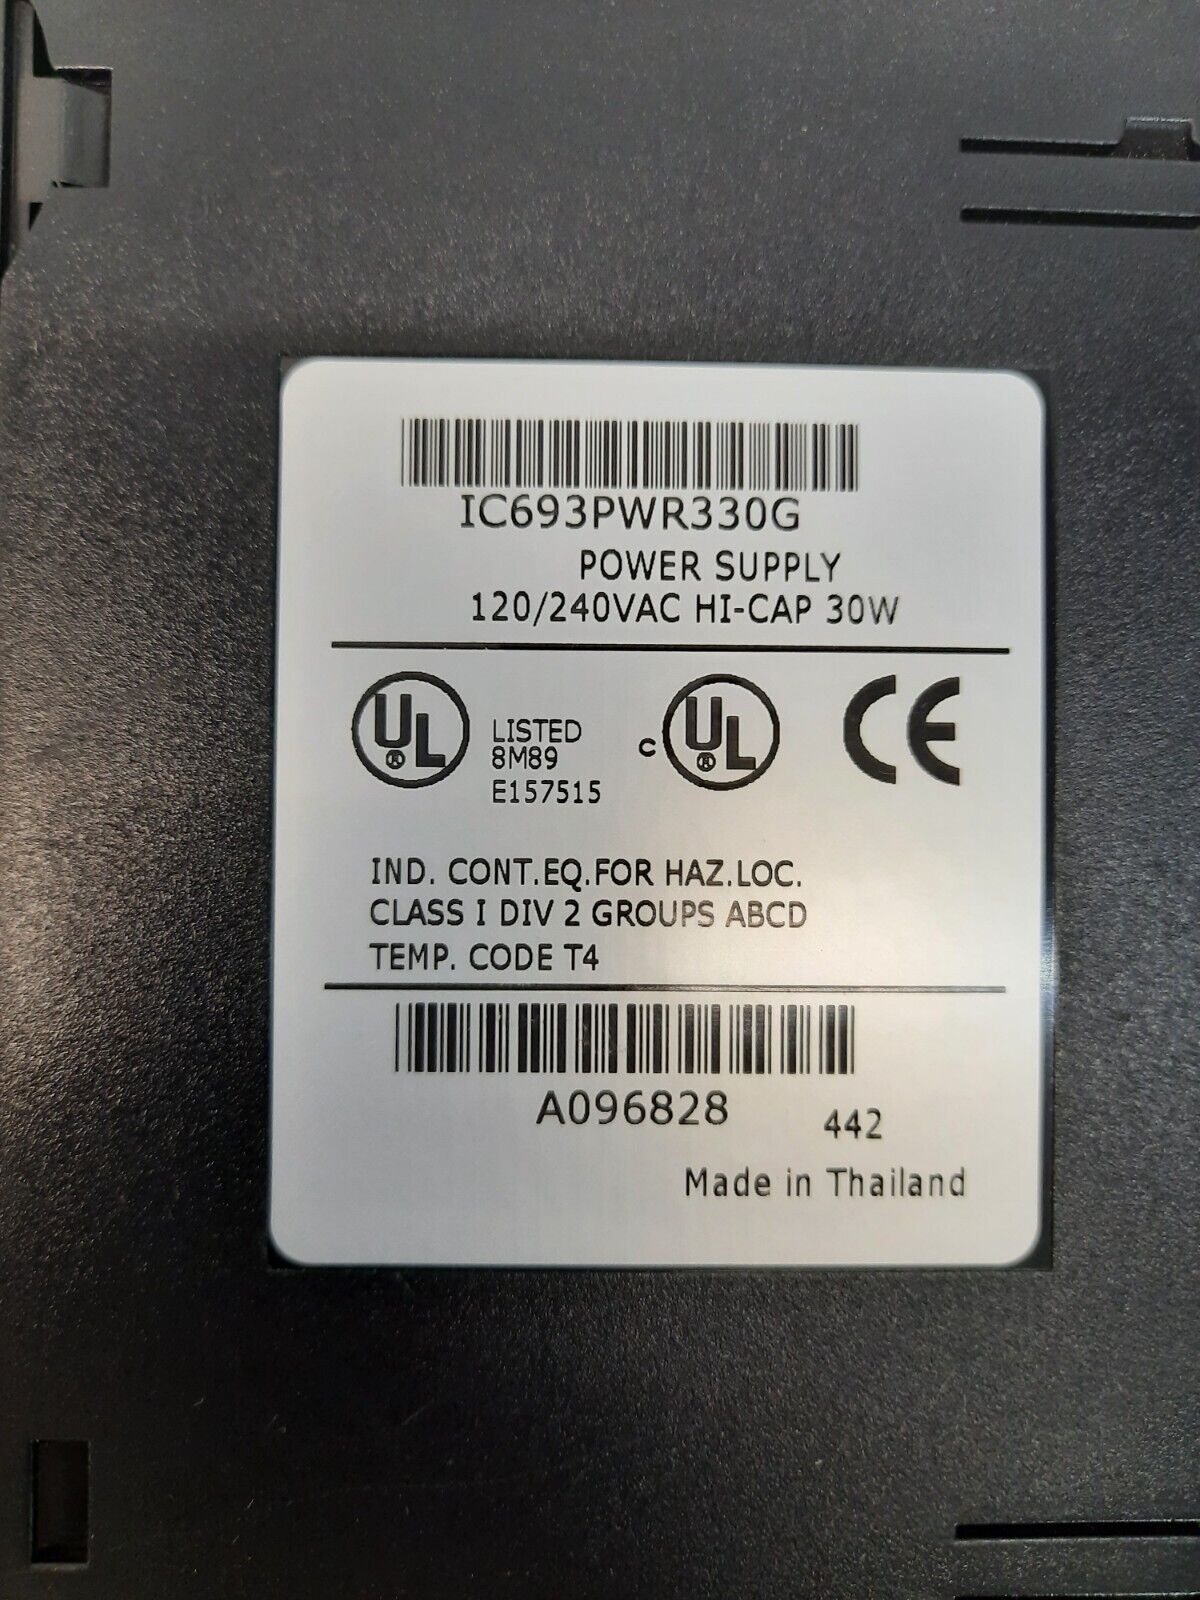 IC693PWR330G
POWER SUPPLY
120/240VAC HI-CAP 30W
UL ® LISTED
8M89
E157515
c UL ®
CE
IND. CONT.EQ.FOR HAZ.LOC.
CLASS I DIV 2 GROUPS ABCD
TEMP. CODE T4
A096828
442
Made in Thailand